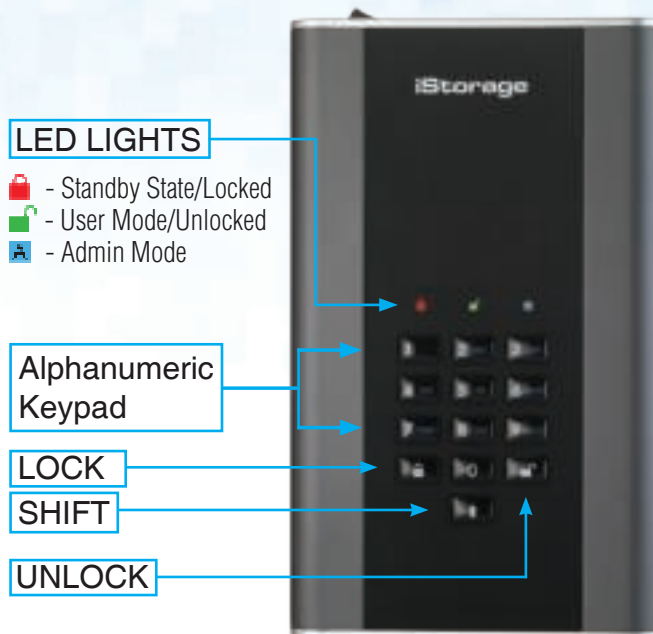 iStorage
LED LIGHTS
- Standby State/Locked
- User Mode/Unlocked
- Admin Mode
Alphanumeric
Keypad
LOCK
SHIFT
UNLOCK